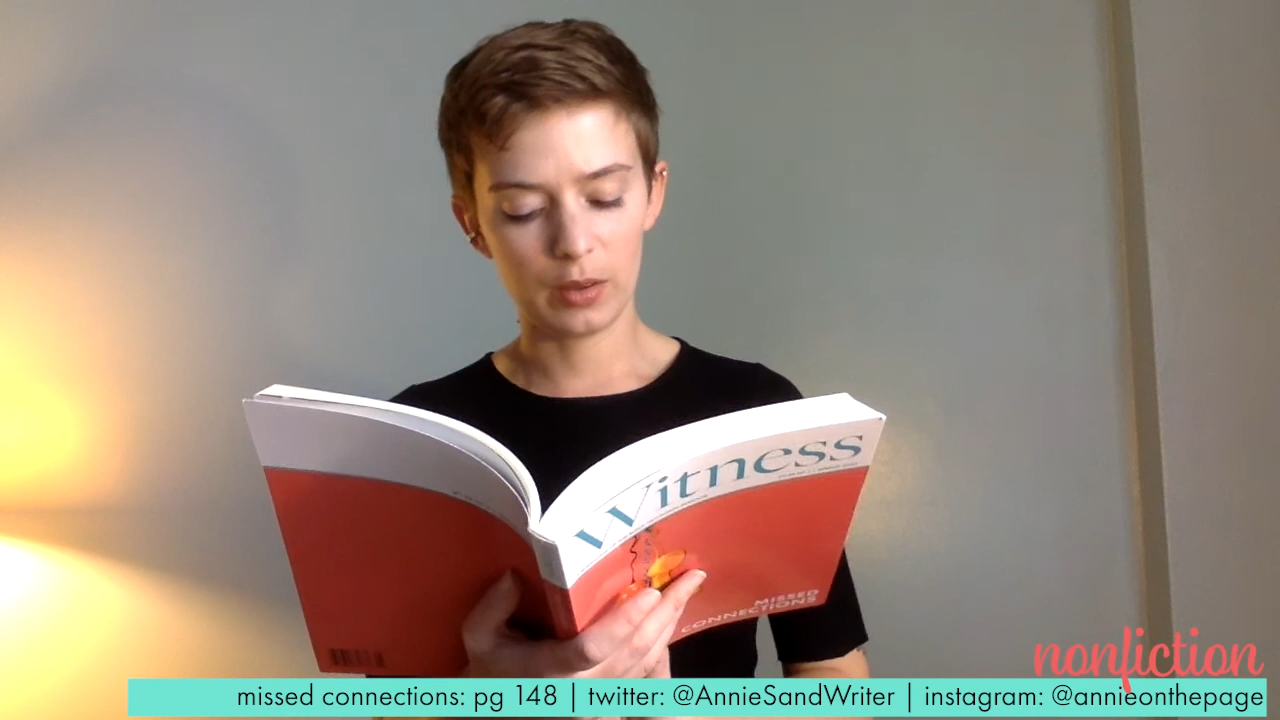 Witness
MISSED
CONNECTIONS
nonfiction
missed connections: pg 148 | twitter: @AnnieSandWriter | instagram: @annieonthepage